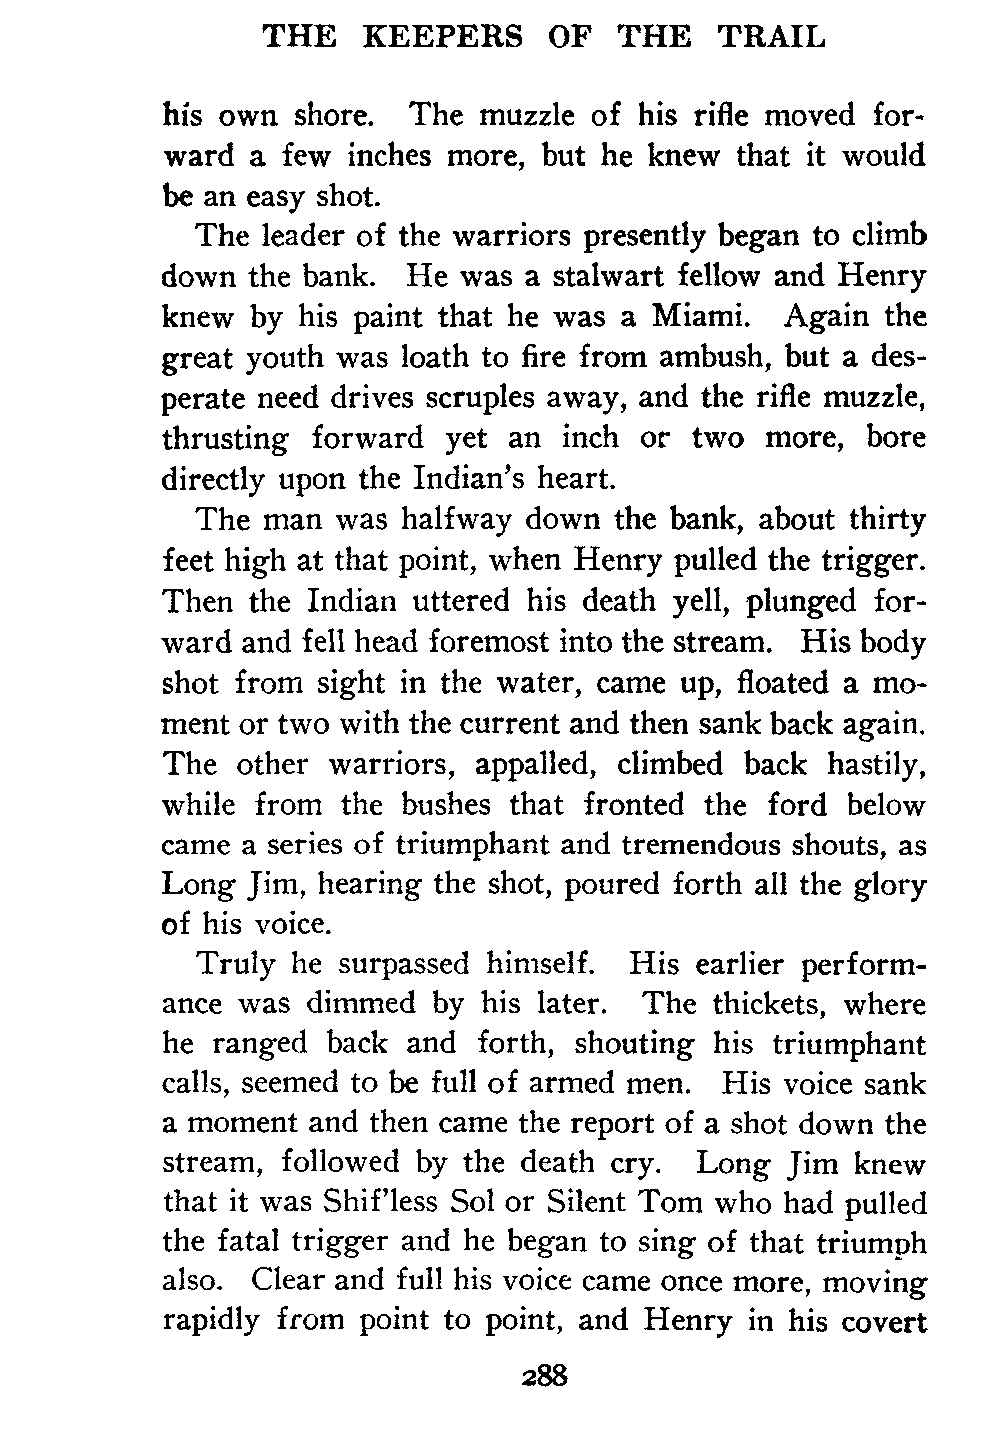 THE KEEPERS OF THE TRAIL
his own shore. The muzzle of his rifle moved for-
ward a few inches more, but he knew that it would
be an easy shot.
The leader of the warriors presently began to climb
down the bank. He was a stalwart fellow and Henry
knew by his paint that he was a Miami. Again the
great youth was loath to fire from ambush, but a des-
perate need drives scruples away, and the rifle muzzle,
thrusting forward yet an inch or two more, bore
directly upon the Indian's heart.
The man was halfway down the bank, about thirty
feet high at that point, when Henry pulled the trigger.
Then the Indian uttered his death yell, plunged for-
ward and fell head foremost into the stream. His body
shot from sight in the water, came up, floated a mo-
ment or two with the current and then sank back again.
The other warriors, appalled, climbed back hastily,
while from the bushes that fronted the ford below
came a series of triumphant and tremendous shouts, as
Long Jim, hearing the shot, poured forth all the glory
of his voice.
Truly he surpassed himself. His earlier perform-
ance was dimmed by his later. The thickets, where
he ranged back and forth, shouting his triumphant
calls, seemed to be full of armed men. His voice sank
a moment and then came the report of a shot down the
stream, followed by the death cry. Long Jim knew
that it was Shif'less Sol or Silent Tom who had pulled
the fatal trigger and he began to sing of that triumph
also. Clear and full his voice came once more, moving
rapidly from point to point, and Henry in his covert
288